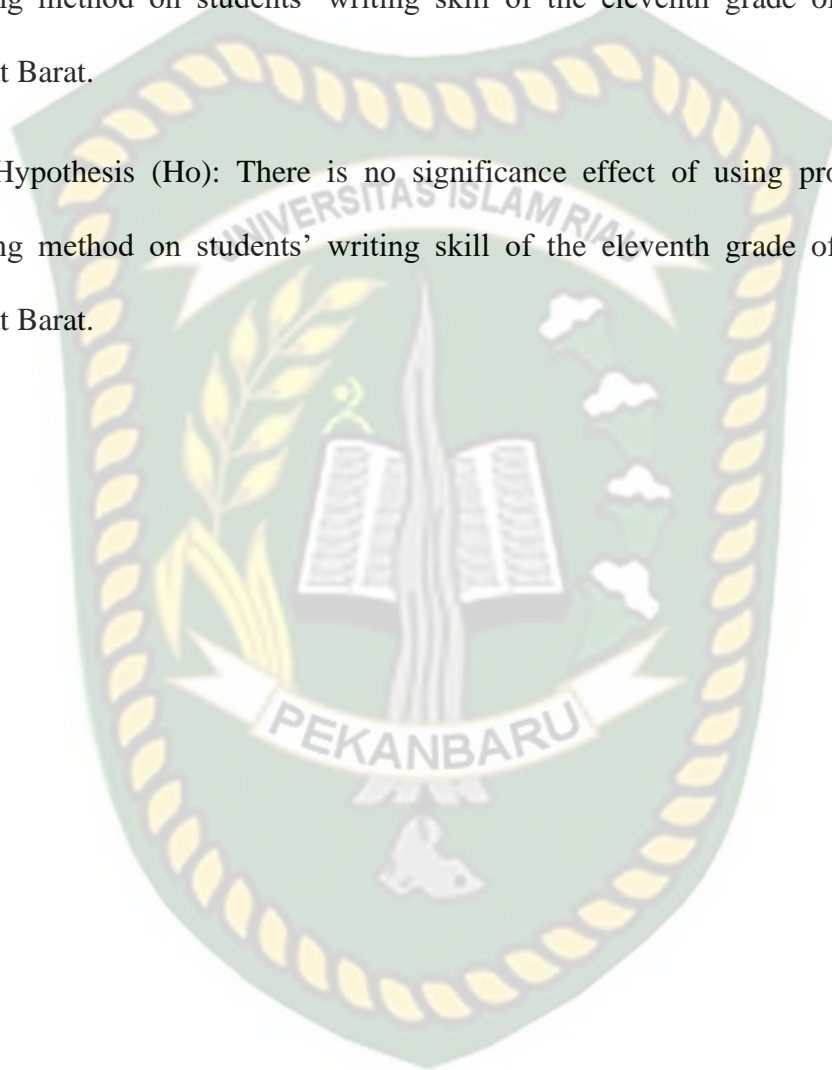 ng method on students' writing skill of the eleventh grade of
t Barat.
Hypothesis (Ho): There is no significance effect of using pro
ng method on students' writing skill of the eleventh grade of
t Barat.
UNIVERSITAS ISLAM RIAU
PEKANBARU